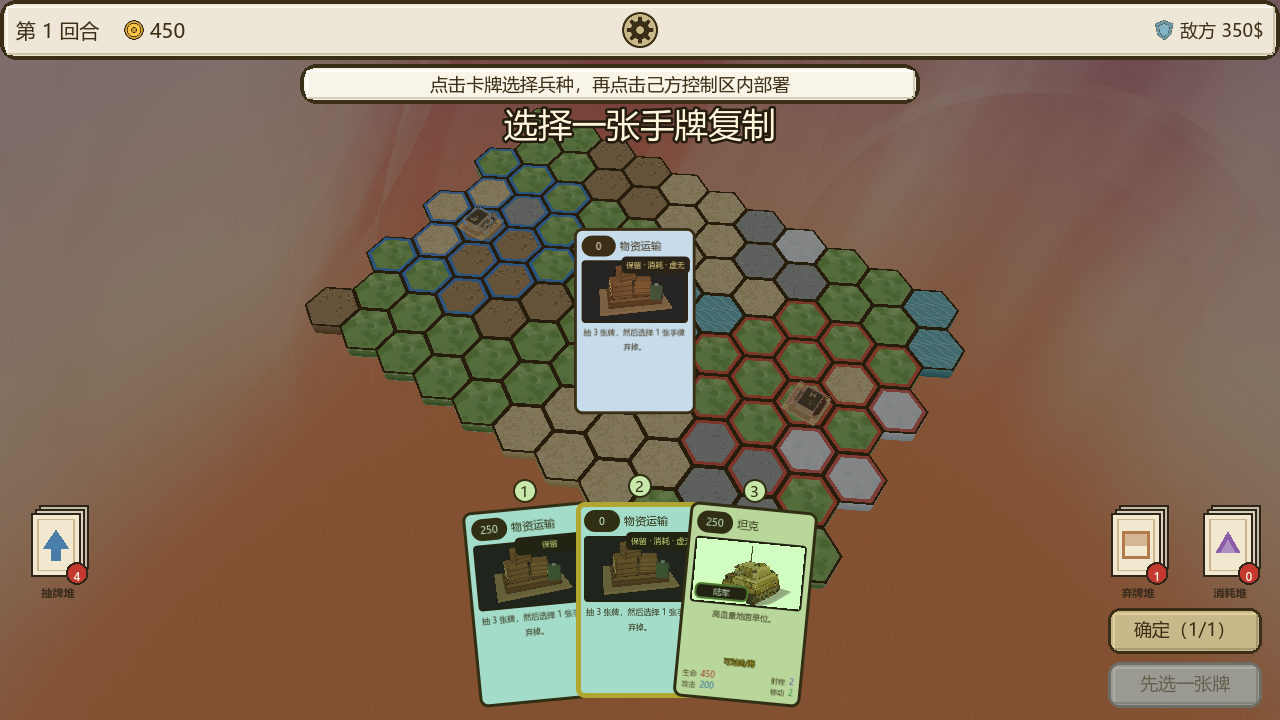 第 1 回合
450
敌方 350$
点击卡牌选择兵种，再点击己方控制区内部署
选择一张手牌复制
0 物资运输
保留 · 消耗 · 虚无
抽 3 张牌，然后选择 1 张手牌
弃掉。
1
2
3
250 物资运输
保留
抽 3 张牌，然后选择 1 张手
弃掉。
0 物资运输
保留 · 消耗 · 虚无
抽 3 张牌，然后选择 1 张手
弃掉。
250 坦克
陆军
高血量地面单位。
生命 450
攻击 200
射程 2
移动 2
4
抽牌堆
1
弃牌堆
0
消耗堆
确定（1/1）
先选一张牌